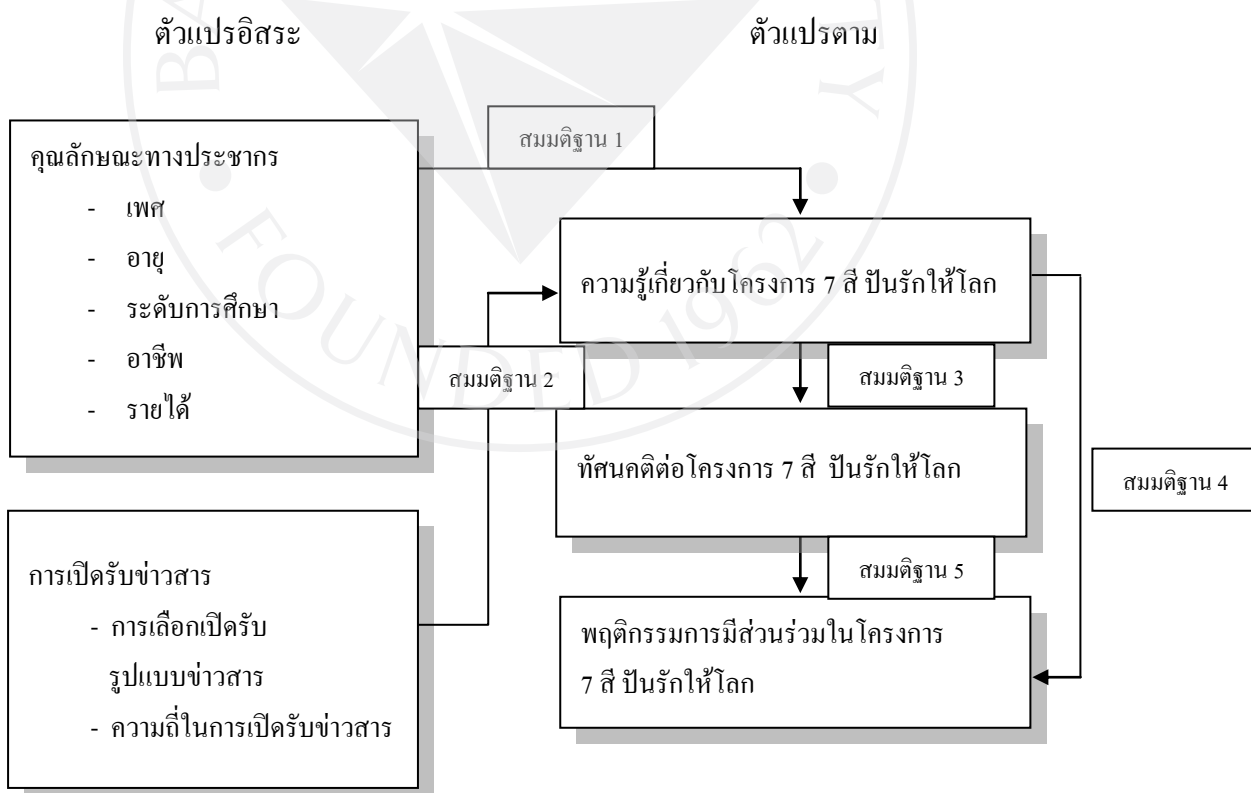 ตัวแปรอิสระ
ตัวแปรตาม
สมมติฐาน 1
คุณลักษณะทางประชากร
- เพศ
- อายุ
- ระดับการศึกษา
- อาชีพ
- รายได้
ความรู้เกี่ยวกับโครงการ 7 สี ปันรักให้โลก
สมมติฐาน 2
สมมติฐาน 3
ทัศนคติต่อโครงการ 7 สี ปันรักให้โลก
สมมติฐาน 4
การเปิดรับข่าวสาร
- การเลือกเปิดรับ
รูปแบบข่าวสาร
- ความถี่ในการเปิดรับข่าวสาร
สมมติฐาน 5
พฤติกรรมการมีส่วนร่วมในโครงการ
7 สี ปันรักให้โลก
BA
TY
FOUNDED 1962